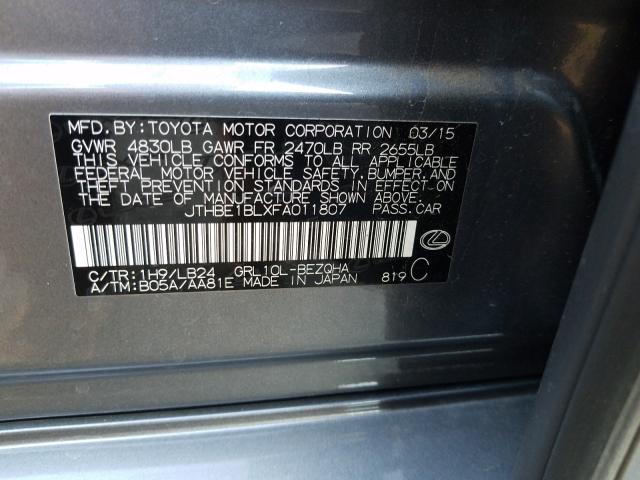 MFD. BY: TOYOTA MOTOR CORPORATION 03/15
GVWR 4830LB GAWR FR 2470LB RR 2655LB
THIS VEHICLE CONFORMS TO ALL APPLICABLE
FEDERAL MOTOR VEHICLE SAFETY, BUMPER, AND
THEFT PREVENTION STANDARDS IN EFFECT ON
THE DATE OF MANUFACTURE SHOWN ABOVE.
JTHBE1BLXFA011807 PASS. CAR
C/TR: 1H9/LB24 GRL10L-BEZQHA
A/TM: B05A/AA81E MADE IN JAPAN 819 C